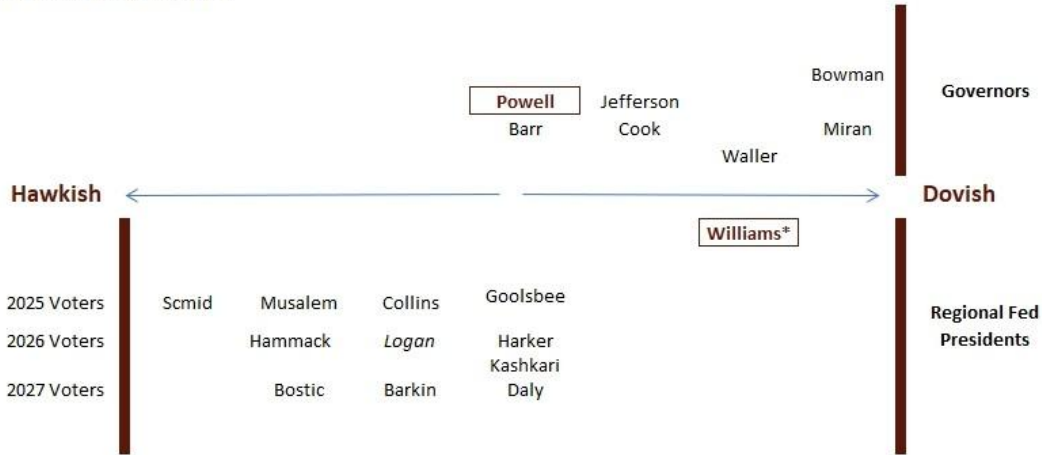 Bowman
Governors
Powell Jefferson
Barr Cook Miran
Waller
Hawkish Dovish
Williams*
2025 Voters Scmid Musalem Collins Goolsbee
Regional Fed
Presidents
2026 Voters Hammack Logan Harker
Kashkari
2027 Voters Bostic Barkin Daly